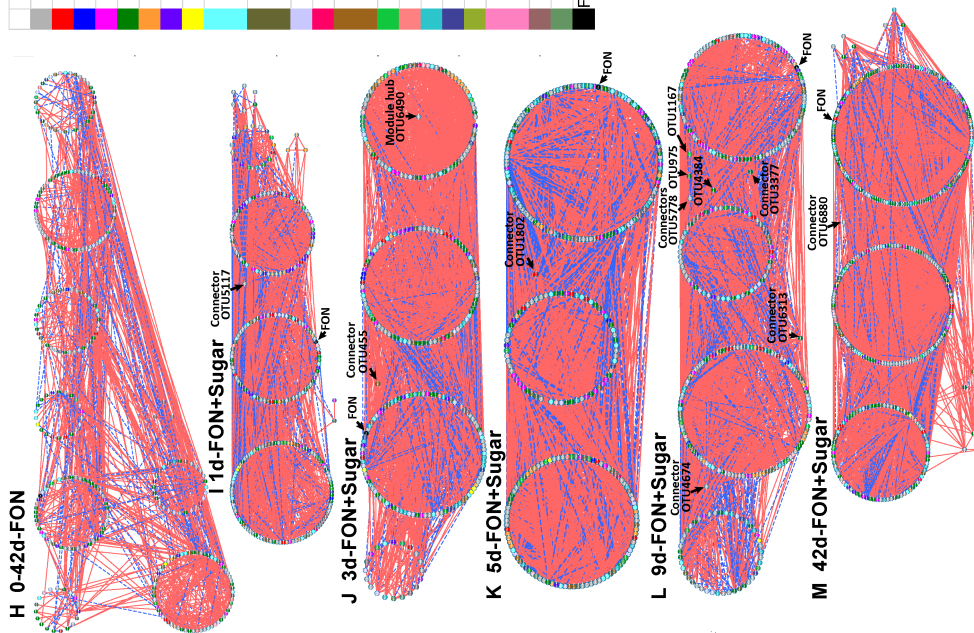 F
H 0-42d-FON
I 1d-FON+Sugar
Connector
OTU5117
FON
J 3d-FON+Sugar
Module hub
OTU6490
Connector
OTU455
FON
K 5d-FON+Sugar
FON
Connector
OTU1802
L 9d-FON+Sugar
FON
OTU1167
OTU975
OTU4384
Connectors
OTU5778
Connector
OTU3377
Connector
OTU6313
Connector
OTU4674
M 42d-FON+Sugar
FON
Connector
OTU6880